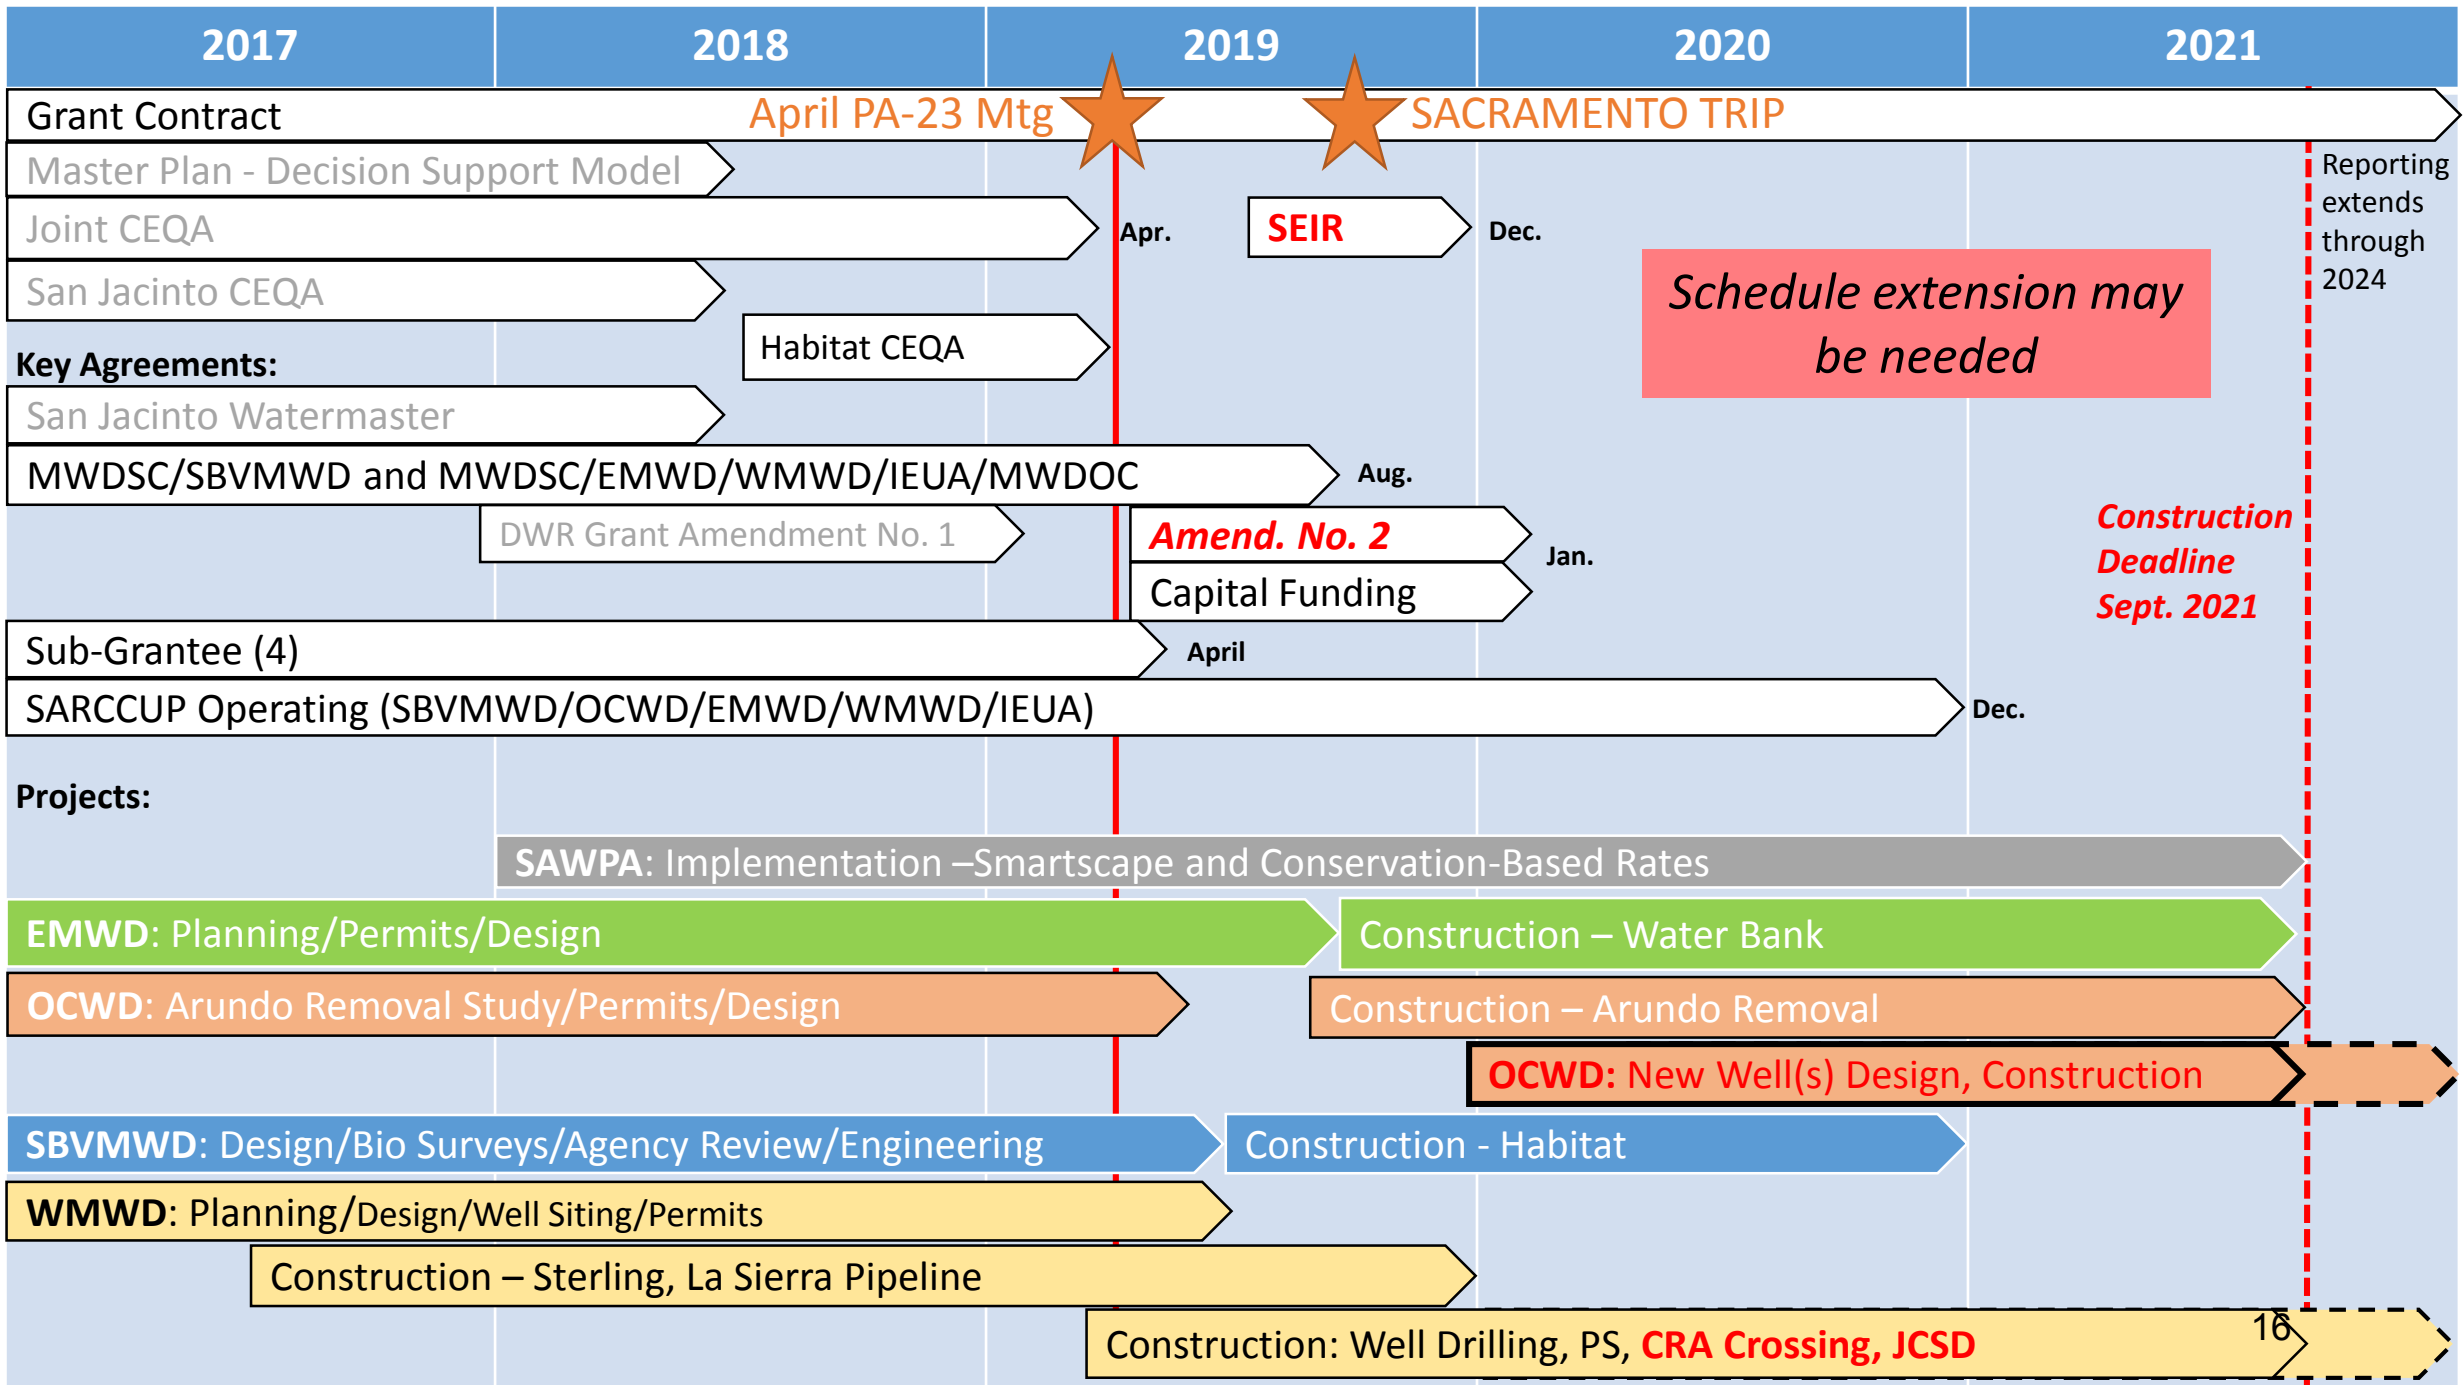 2017 2018 2019 2020 2021
Grant Contract April PA-23 Mtg SACRAMENTO TRIP
Master Plan - Decision Support Model
Reporting
extends
through
2024
Joint CEQA Apr. SEIR Dec.
San Jacinto CEQA
Schedule extension may
be needed
Habitat CEQA
Key Agreements:
San Jacinto Watermaster
MWDSC/SBVMWD and MWDSC/EMWD/WMWD/IEUA/MWDOC Aug.
DWR Grant Amendment No. 1 Amend. No. 2
Jan.
Capital Funding
Construction
Deadline
Sept. 2021
Sub-Grantee (4) April
SARCCUP Operating (SBVMWD/OCWD/EMWD/WMWD/IEUA) Dec.
Projects:
SAWPA: Implementation –Smartscape and Conservation-Based Rates
EMWD: Planning/Permits/Design Construction – Water Bank
OCWD: Arundo Removal Study/Permits/Design Construction – Arundo Removal
OCWD: New Well(s) Design, Construction
SBVMWD: Design/Bio Surveys/Agency Review/Engineering Construction - Habitat
WMWD: Planning/Design/Well Siting/Permits
Construction – Sterling, La Sierra Pipeline
Construction: Well Drilling, PS, CRA Crossing, JCSD
16